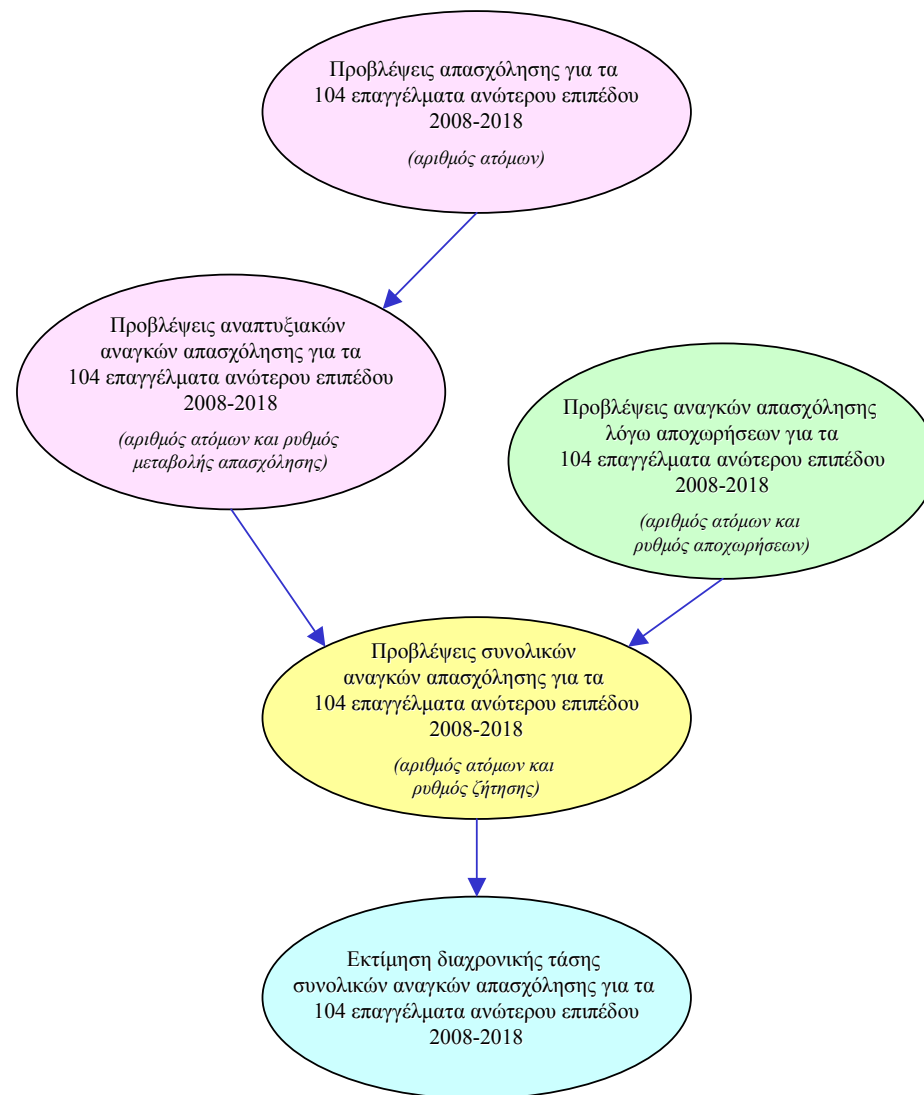 Προβλέψεις απασχόλησης για τα
104 επαγγέλματα ανώτερου επιπέδου
2008-2018
(αριθμός ατόμων)
Προβλέψεις αναπτυξιακών
αναγκών απασχόλησης για τα
104 επαγγέλματα ανώτερου επιπέδου
2008-2018
(αριθμός ατόμων και ρυθμός
μεταβολής απασχόλησης)
Προβλέψεις αναγκών απασχόλησης
λόγω αποχωρήσεων για τα
104 επαγγέλματα ανώτερου επιπέδου
2008-2018
(αριθμός ατόμων και
ρυθμός αποχωρήσεων)
Προβλέψεις συνολικών
αναγκών απασχόλησης για τα
104 επαγγέλματα ανώτερου επιπέδου
2008-2018
(αριθμός ατόμων και
ρυθμός ζήτησης)
Εκτίμηση διαχρονικής τάσης
συνολικών αναγκών απασχόλησης για τα
104 επαγγέλματα ανώτερου επιπέδου
2008-2018